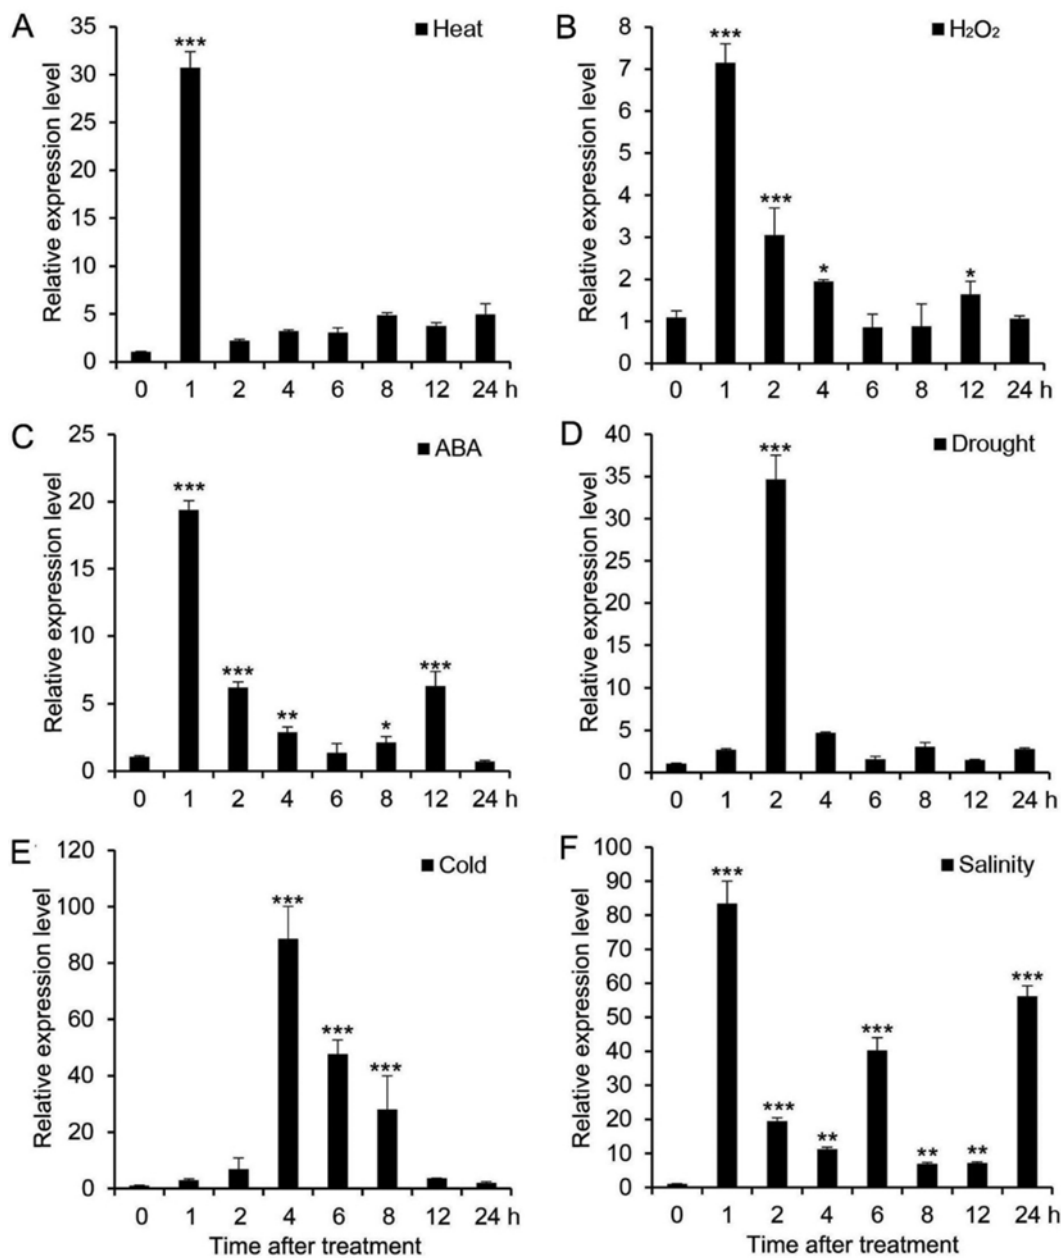 A
Heat
***
35
30
25
20
15
10
5
0
Relative expression level
0 1 2 4 6 8 12 24 h
B
H₂O₂
***
***
*
*
8
7
6
5
4
3
2
1
0
Relative expression level
0 1 2 4 6 8 12 24 h
C
ABA
***
***
**
*
***
25
20
15
10
5
0
Relative expression level
0 1 2 4 6 8 12 24 h
D
Drought
***
40
35
30
25
20
15
10
5
0
Relative expression level
0 1 2 4 6 8 12 24 h
E
Cold
***
***
***
120
100
80
60
40
20
0
Relative expression level
0 1 2 4 6 8 12 24 h
Time after treatment
F
Salinity
***
***
**
***
**
**
***
100
90
80
70
60
50
40
30
20
10
0
Relative expression level
0 1 2 4 6 8 12 24 h
Time after treatment